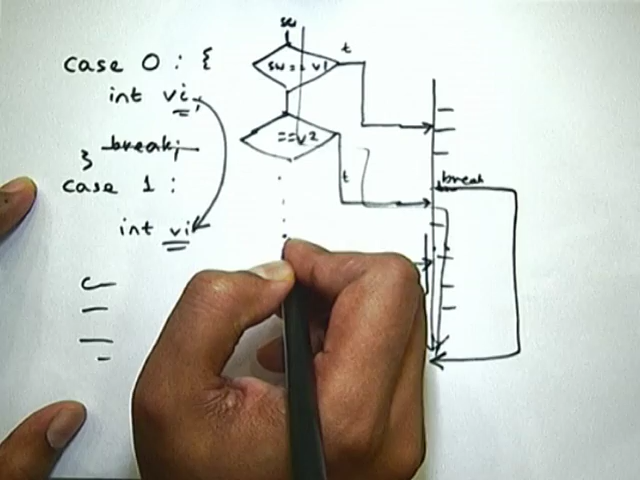 case 0 : {
int vi,
break;
}
case 1 :
int vi
sw
sw == v1
t
== v2
t
break